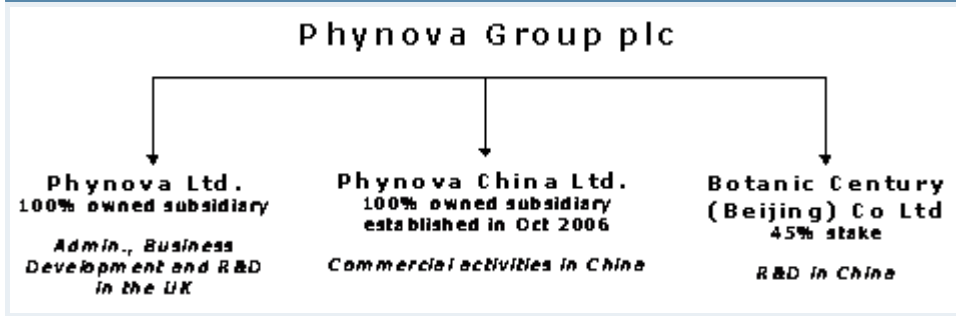 Phynova Group plc
Phynova Ltd.
100% owned subsidiary
Admin., Business
Development and R&D
in the UK
Phynova China Ltd.
100% owned subsidiary
established in Oct 2006
Commercial activities in China
Botanic Century
(Beijing) Co Ltd
45% stake
R&D in China